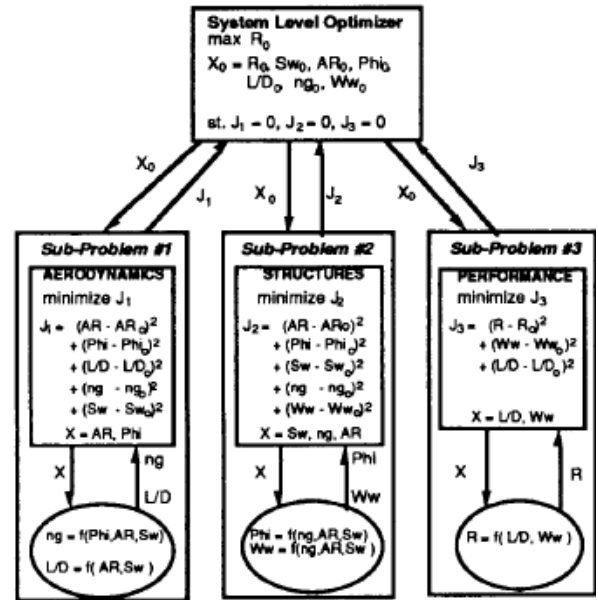 System Level Optimizer
max R₀
X₀ = R₀, Sw₀, AR₀, Phi₀,
L/D₀, ng₀, Ww₀
st. J₁ = 0, J₂ = 0, J₃ = 0
X₀
J₁
X₀
J₂
X₀
J₃
Sub-Problem #1
AERODYNAMICS
minimize J₁
J₁ = (AR - AR₀)²
+ (Phi - Phi₀)²
+ (L/D - L/D₀)²
+ (ng - ng₀)²
+ (Sw - Sw₀)²
X = AR, Phi
X
ng
L/D
ng = f(Phi,AR,Sw)
L/D = f( AR,Sw )
Sub-Problem #2
STRUCTURES
minimize J₂
J₂ = (AR - ARo)²
+ (Phi - Phi₀)²
+ (Sw - Sw₀)²
+ (ng - ng₀)²
+ (Ww - Ww₀)²
X = Sw, ng, AR
X
Phi
Ww
Phi = f(ng,AR,Sw)
Ww = f(ng,AR,Sw )
Sub-Problem #3
PERFORMANCE
minimize J₃
J₃ = (R - R₀)²
+ (Ww - Ww₀)²
+ (L/D - L/D₀)²
X = L/D, Ww
X
R
R = f( L/D, Ww )